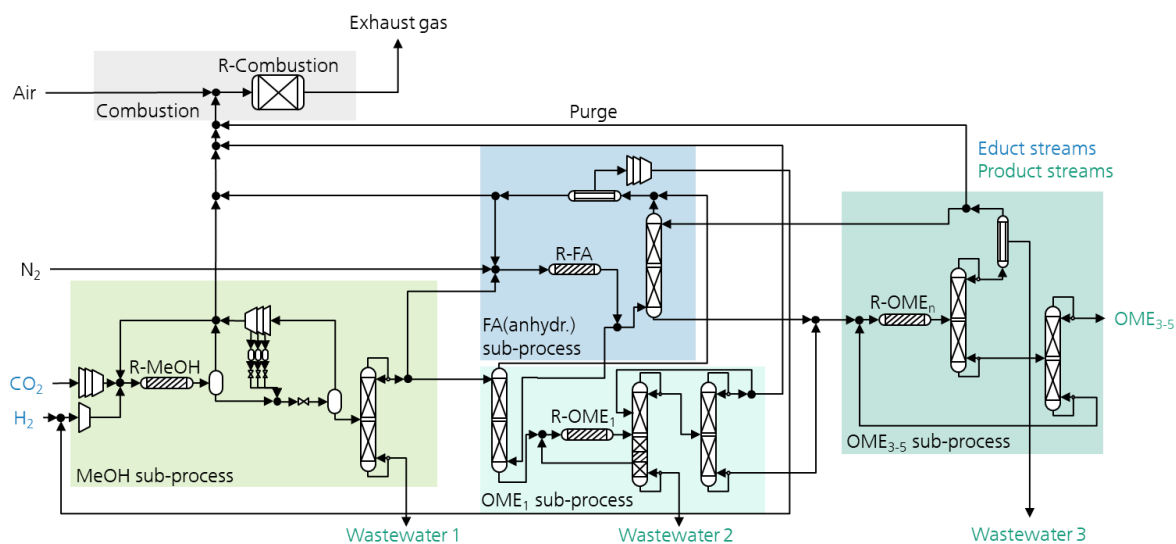 Exhaust gas
R-Combustion
Air
Combustion
Purge
Educt streams
Product streams
N₂
R-FA
R-OMEₙ
FA(anhydr.)
sub-process
OME₃₋₅
R-MeOH
CO₂
H₂
R-OME₁
MeOH sub-process
OME₁ sub-process
OME₃₋₅ sub-process
Wastewater 1
Wastewater 2
Wastewater 3